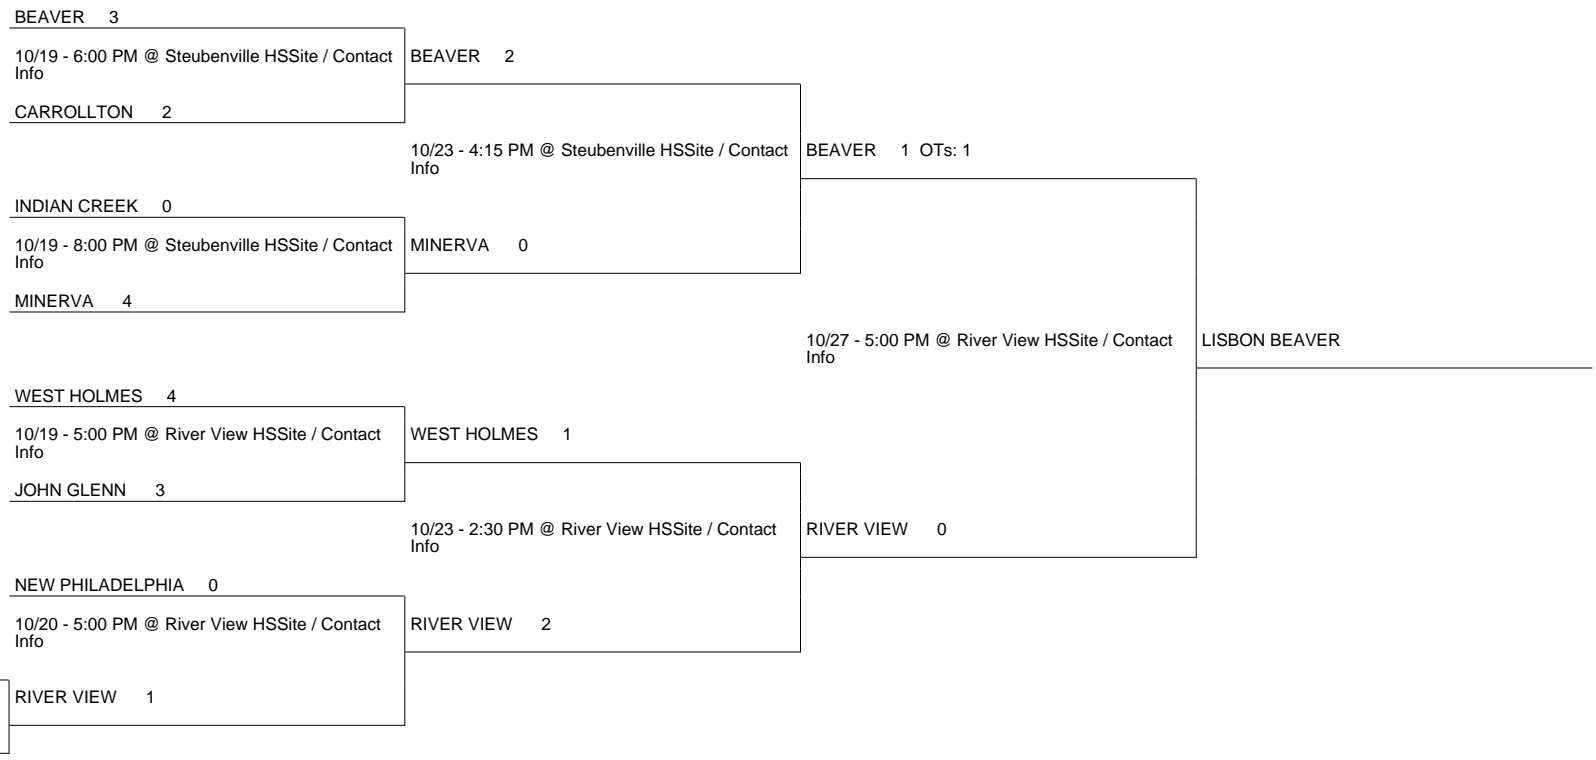 BEAVER 3
10/19 - 6:00 PM @ Steubenville HSSite / Contact
Info
CARROLLTON 2
INDIAN CREEK 0
10/19 - 8:00 PM @ Steubenville HSSite / Contact
Info
MINERVA 4
WEST HOLMES 4
10/19 - 5:00 PM @ River View HSSite / Contact
Info
JOHN GLENN 3
NEW PHILADELPHIA 0
10/20 - 5:00 PM @ River View HSSite / Contact
Info
RIVER VIEW 1
BEAVER 2
10/23 - 4:15 PM @ Steubenville HSSite / Contact
Info
MINERVA 0
WEST HOLMES 1
10/23 - 2:30 PM @ River View HSSite / Contact
Info
RIVER VIEW 2
BEAVER 1 OTs: 1
10/27 - 5:00 PM @ River View HSSite / Contact
Info
RIVER VIEW 0
LISBON BEAVER